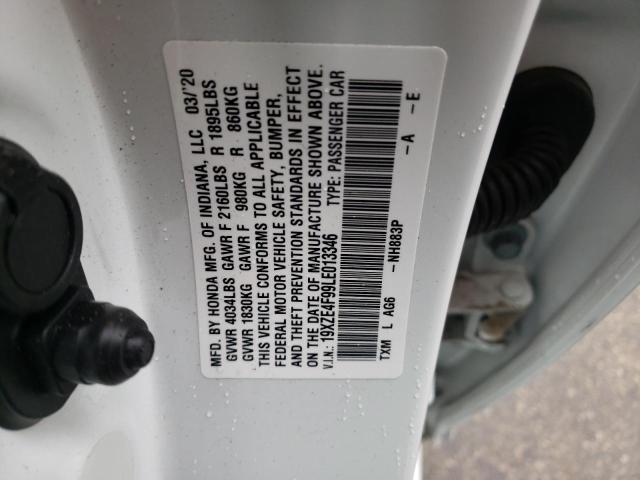 MFD. BY HONDA MFG. OF INDIANA, LLC 03/'20
GVWR 4034LBS GAWR F 2160LBS R 1895LBS
GVWR 1830KG GAWR F 980KG R 860KG
THIS VEHICLE CONFORMS TO ALL APPLICABLE
FEDERAL MOTOR VEHICLE SAFETY, BUMPER,
AND THEFT PREVENTION STANDARDS IN EFFECT
ON THE DATE OF MANUFACTURE SHOWN ABOVE.
V.I.N.: 19XZE4F99LE013346 TYPE: PASSENGER CAR
TXM L AG6 -NH883P -A -E